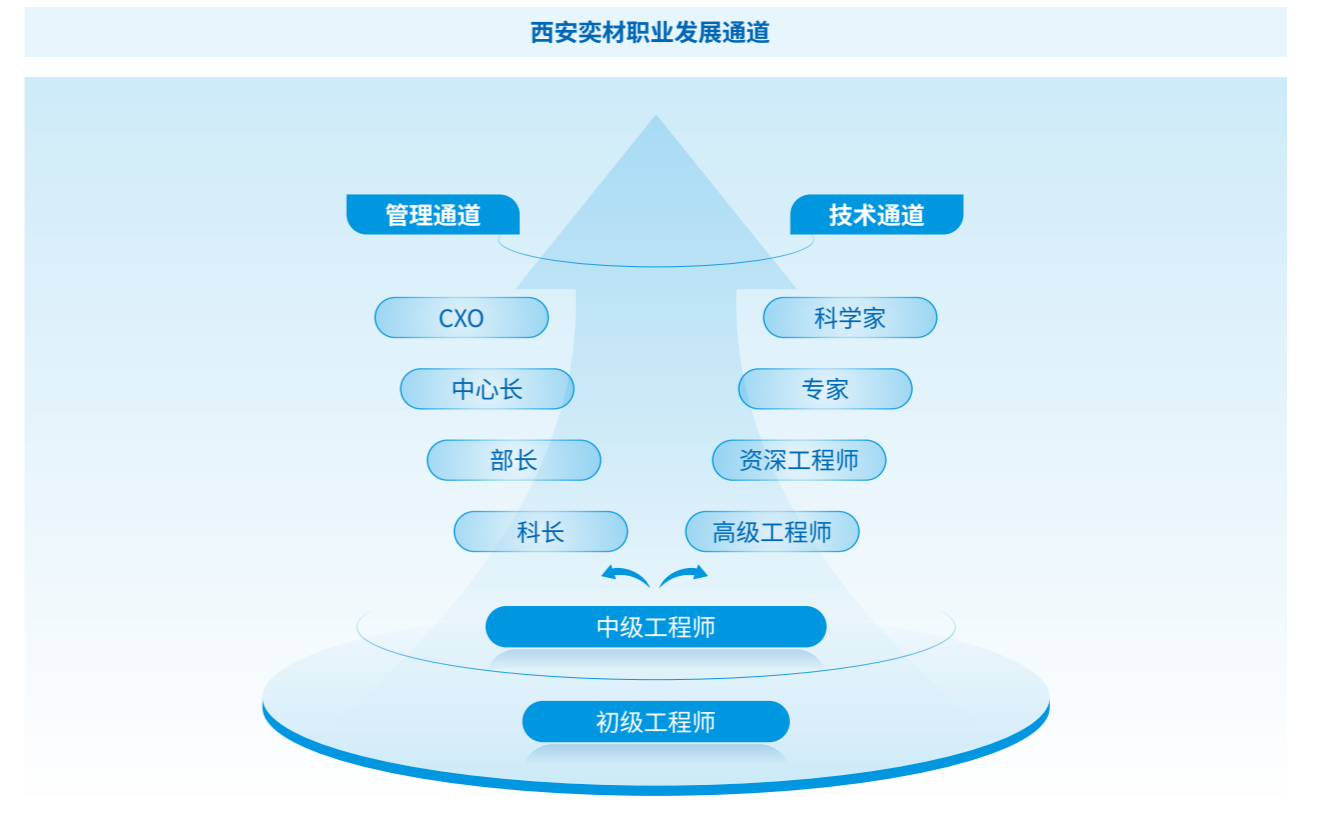 西安奕材职业发展通道
管理通道
技术通道
CXO
科学家
中心长
专家
部长
资深工程师
科长
高级工程师
中级工程师
初级工程师